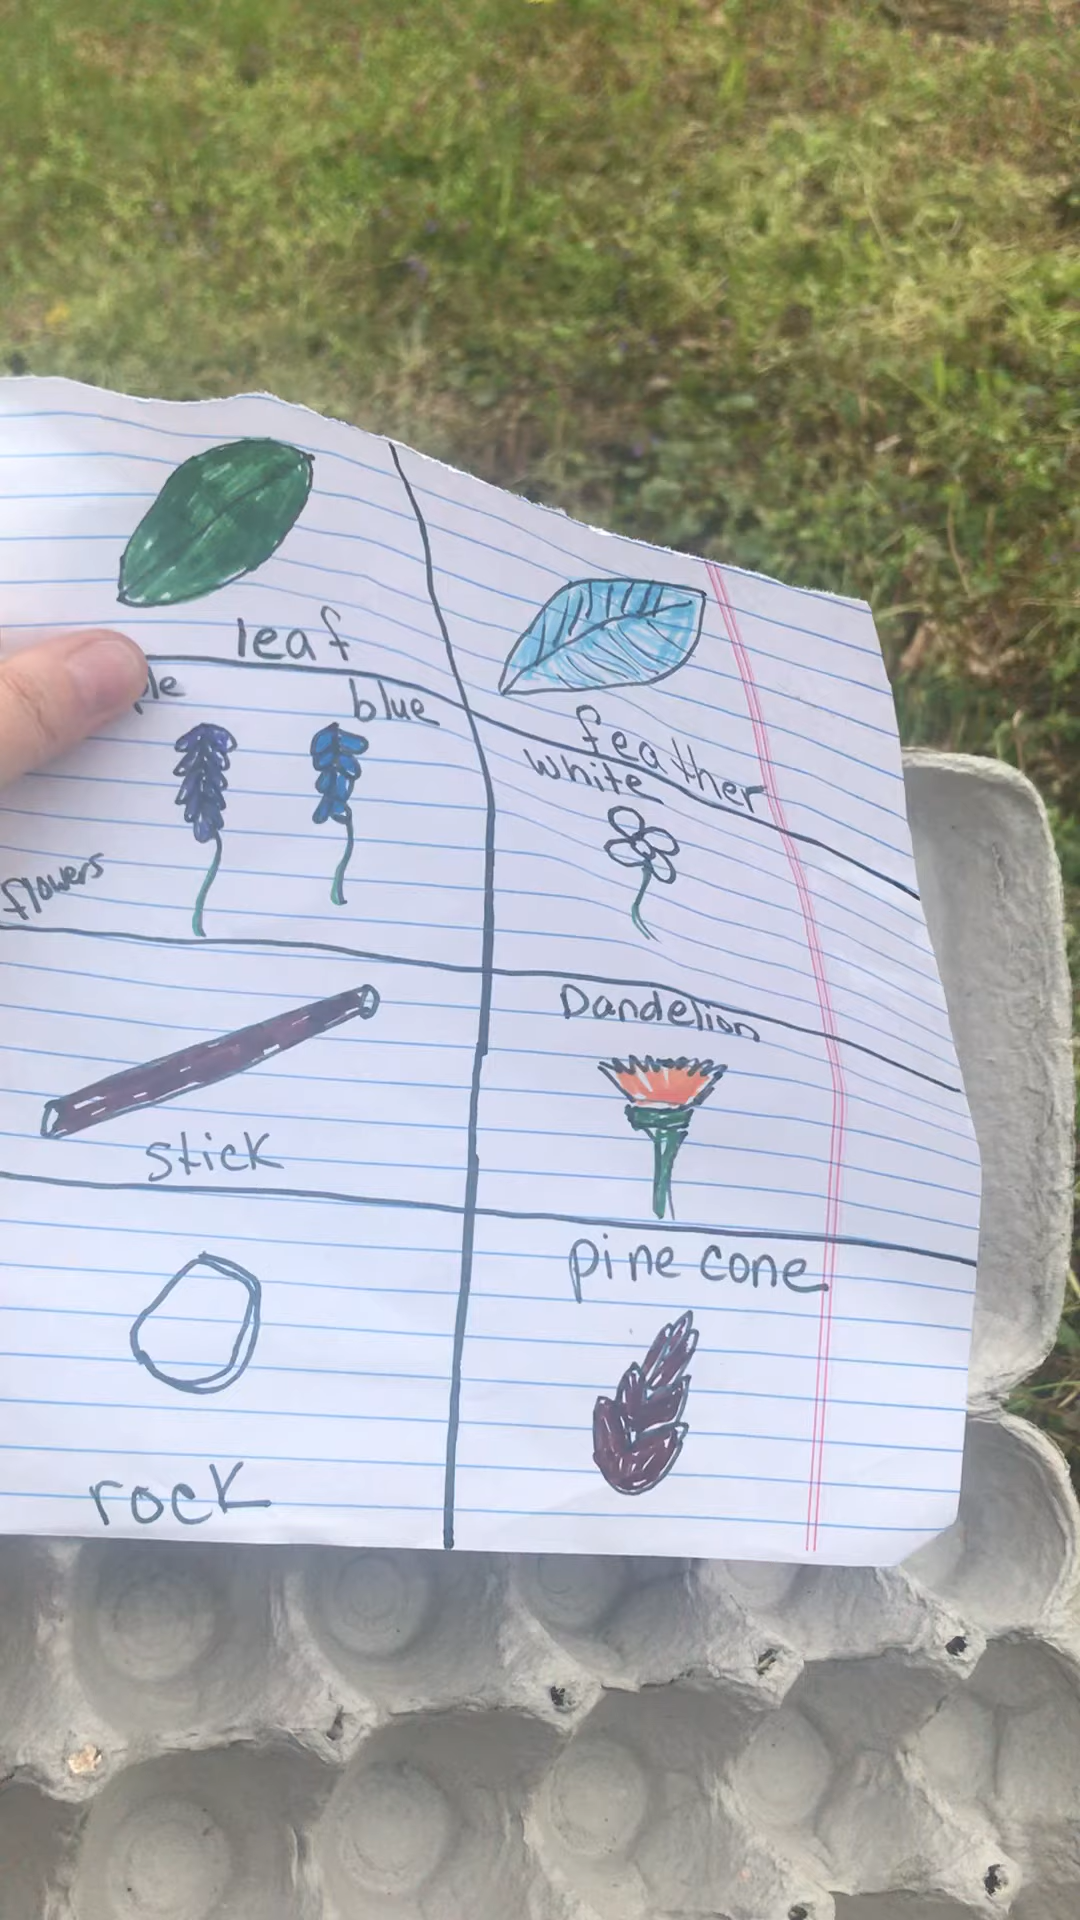 leaf
feather
blue
white
flowers
stick
Dandelion
rock
pine cone